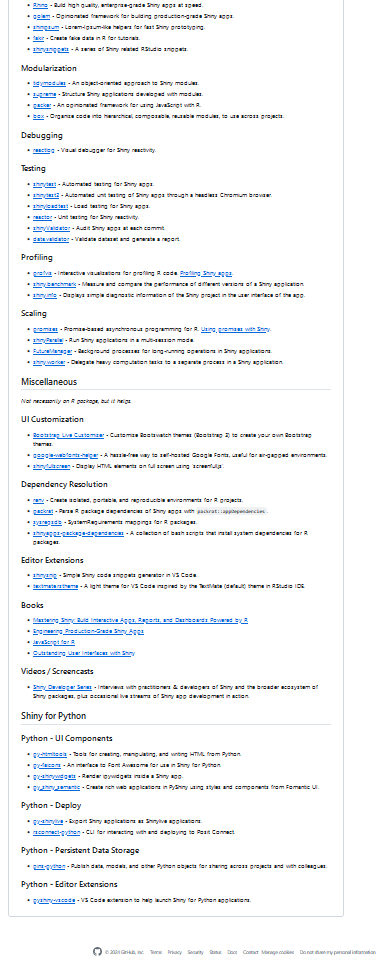 • Rhino - Build high quality, enterprise-grade Shiny apps at speed.
• golem - Opinionated framework for building production-grade Shiny apps.
• shinipsum - Lorem-Ipsum-like helpers for fast Shiny prototyping.
• fakir - Create fake data in R for tutorials.
• shinysnippets - A series of Shiny related RStudio snippets.
Modularization
• tidymodules - An object-oriented approach to Shiny modules.
• supreme - Structure Shiny applications developed with modules.
• packer - An opinionated framework for using JavaScript with R.
• box - Organise code into hierarchical, composable, reusable modules, to use across projects.
Debugging
• reactlog - Visual debugger for Shiny reactivity.
Testing
• shinytest - Automated testing for Shiny apps.
• shinytest2 - Automated unit testing of Shiny apps through a headless Chromium browser.
• shinyloadtest - Load testing for Shiny apps.
• reactor - Unit testing for Shiny reactivity.
• shinyValidator - Audit Shiny apps at each commit.
• data.validator - Validate dataset and generate a report.
Profiling
• profvis - Interactive visualisations for profiling R code. Profiling Shiny apps.
• shiny.benchmark - Measure and compare the performance of different versions of a Shiny application.
• shiny.info - Displays simple diagnostic information of the Shiny project in the user interface of the app.
Scaling
• promises - Promise-based asynchronous programming for R. Using promises with Shiny.
• shinyParallel - Run Shiny applications in a multi-session mode.
• FutureManager - Background processes for long-running operations in Shiny applications.
• shiny.worker - Delegate heavy computation tasks to a separate process in a Shiny application.
Miscellaneous
Not necessarily an R package, but it helps.
UI Customization
• Bootstrap Live Customizer - Customise Bootswatch themes (Bootstrap 3) to create your own Bootstrap
themes.
• google-webfonts-helper - A hassle-free way to self-hosted Google Fonts, useful for air-gapped environments.
• shinyfullscreen - Display HTML elements on full screen using 'screenfull.js'.
Dependency Resolution
• renv - Create isolated, portable, and reproducible environments for R projects.
• packrat - Parse R package dependencies of Shiny apps with packrat::appDependencies.
• sysreqsdb - SystemRequirements mappings for R packages.
• shinyapps-package-dependencies - A collection of bash scripts that install system dependencies for R
packages.
Editor Extensions
• shinysnip - Simple Shiny code snippets generator in VS Code.
• textmate-theme - A light theme for VS Code inspired by the TextMate (default) theme in RStudio IDE.
Books
• Mastering Shiny: Build Interactive Apps, Reports, and Dashboards Powered by R
• Engineering Production-Grade Shiny Apps
• JavaScript for R
• Outstanding User Interfaces with Shiny
Videos / Screencasts
• Shiny Developer Series - Interviews with practitioners & developers of Shiny and the broader ecosystem of
Shiny packages, plus occasional live streams of Shiny app development in action.
Shiny for Python
Python - UI Components
• py-htmltools - Tools for creating, manipulating, and writing HTML from Python.
• py-faicons - An interface to Font Awesome for use in Shiny for Python.
• py-shinywidgets - Render ipywidgets inside a Shiny app.
• py_shiny_semantic - Create rich web applications in PyShiny using styles and components from Fomantic UI.
Python - Deploy
• py-shinylive - Export Shiny applications as Shinylive applications.
• rsconnect-python - CLI for interacting with and deploying to Posit Connect.
Python - Persistent Data Storage
• pins-python - Publish data, models, and other Python objects for sharing across projects and with colleagues.
Python - Editor Extensions
• pyshiny-vscode - VS Code extension to help launch Shiny for Python applications.
© 2024 GitHub, Inc. Terms Privacy Security Status Docs Contact Manage cookies Do not share my personal information